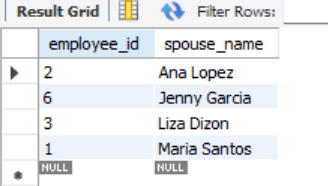 Result Grid Filter Rows:
employee_id spouse_name
2 Ana Lopez
6 Jenny Garcia
3 Liza Dizon
1 Maria Santos
NULL NULL